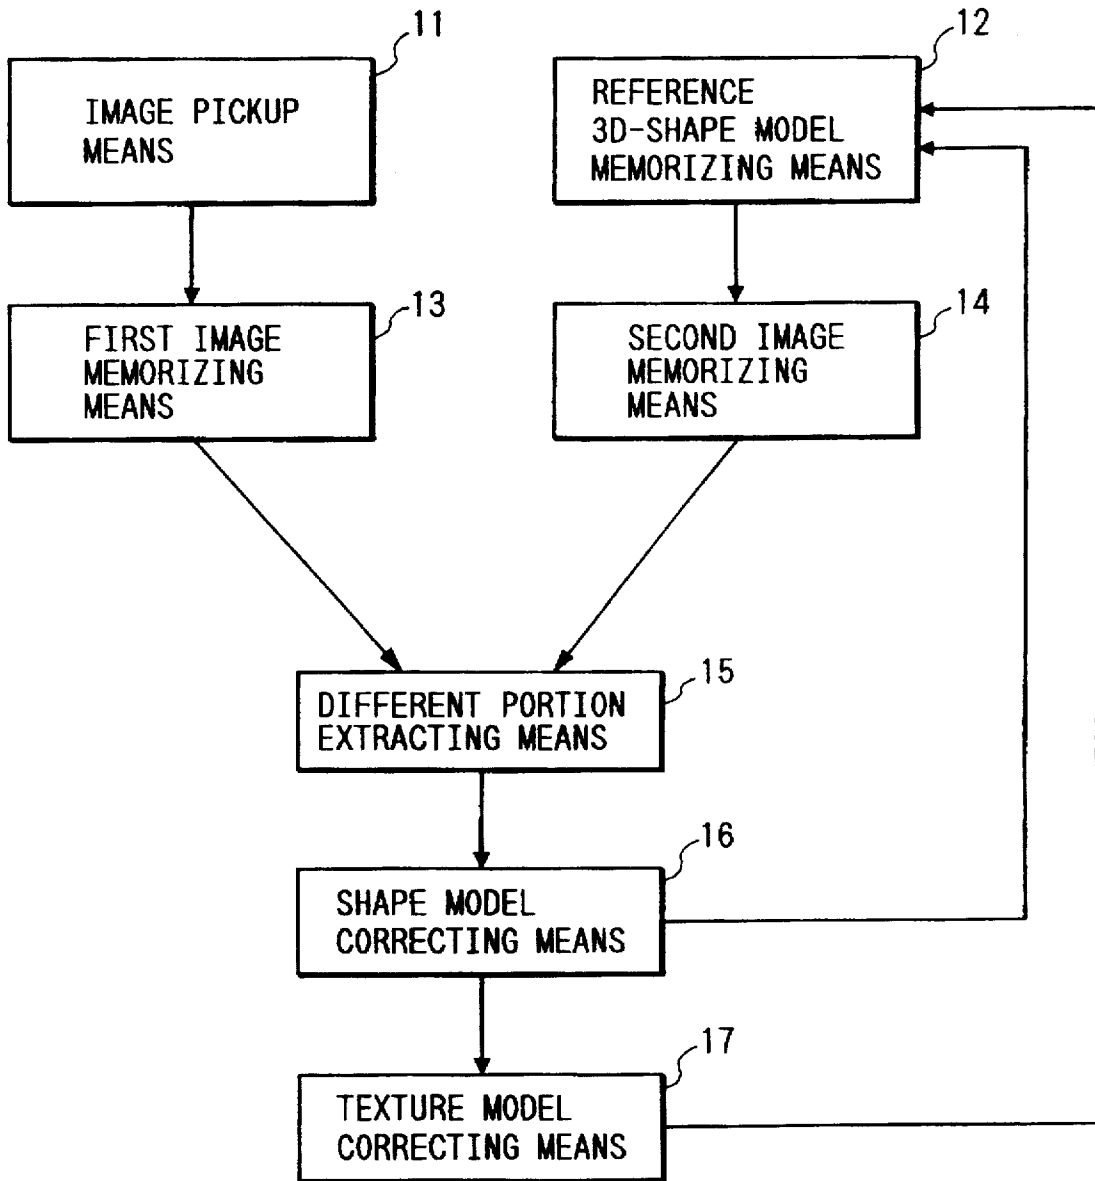 11
IMAGE PICKUP
MEANS
12
REFERENCE
3D-SHAPE MODEL
MEMORIZING MEANS
13
FIRST IMAGE
MEMORIZING
MEANS
14
SECOND IMAGE
MEMORIZING
MEANS
15
DIFFERENT PORTION
EXTRACTING MEANS
16
SHAPE MODEL
CORRECTING MEANS
17
TEXTURE MODEL
CORRECTING MEANS